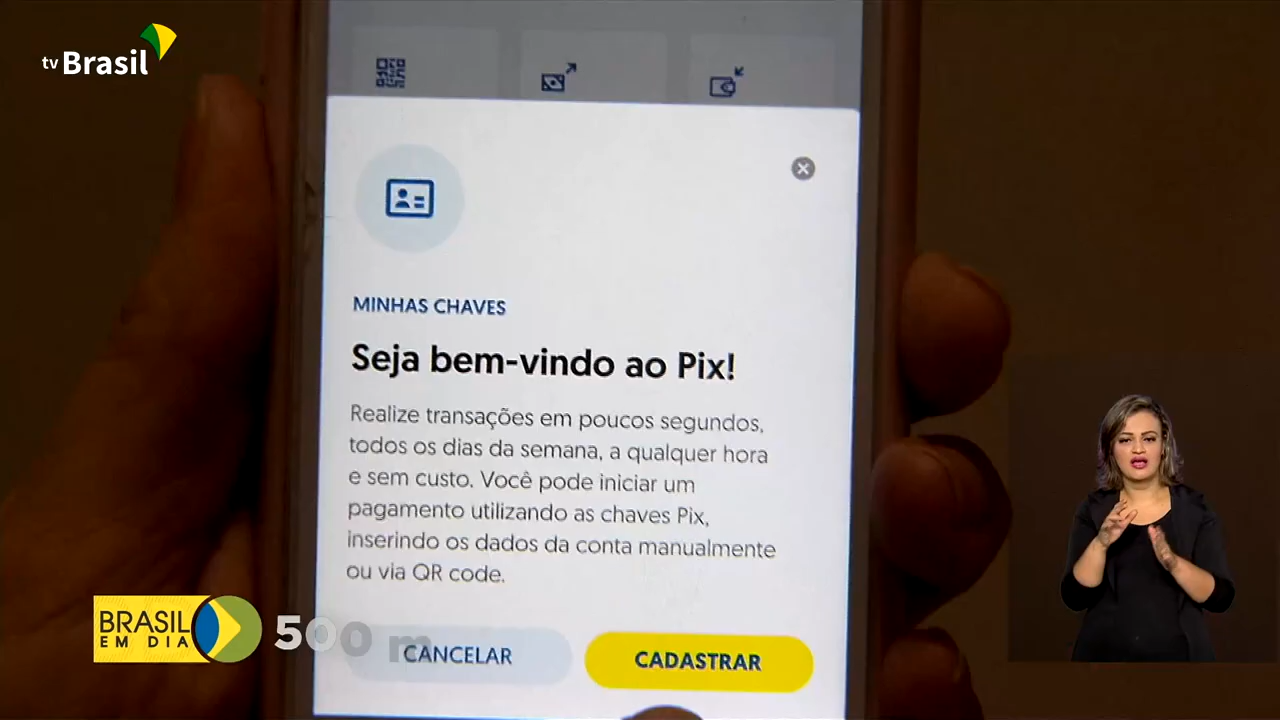 tv Brasil
MINHAS CHAVES
Seja bem-vindo ao Pix!
Realize transações em poucos segundos,
todos os dias da semana, a qualquer hora
e sem custo. Você pode iniciar um
pagamento utilizando as chaves Pix,
inserindo os dados da conta manualmente
ou via QR code.
BRASIL
EM DIA
500 m
CANCELAR
CADASTRAR